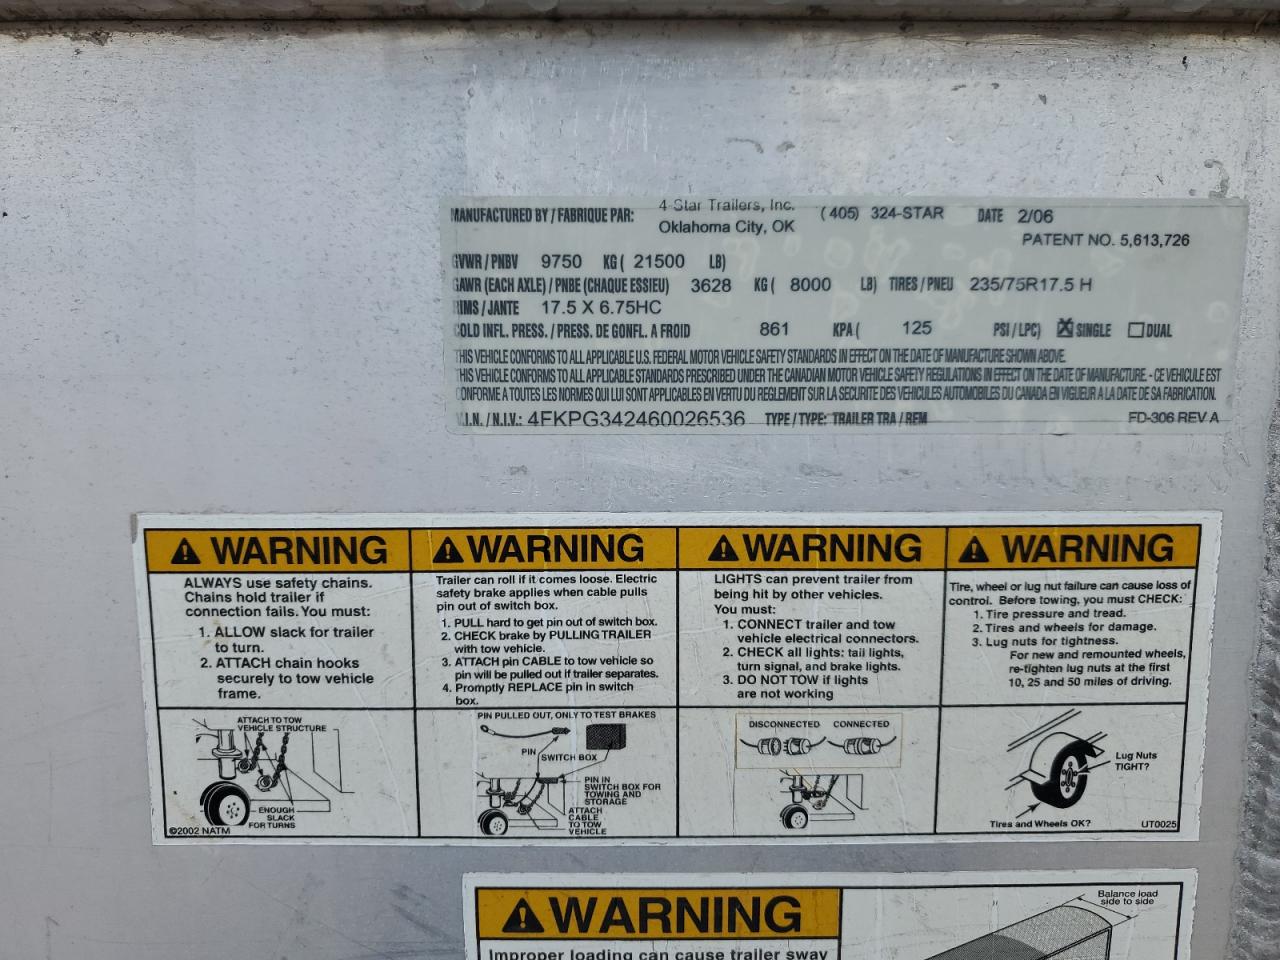 MANUFACTURED BY / FABRIQUE PAR: 4 Star Trailers, Inc. (405) 324-STAR DATE 2/06
Oklahoma City, OK
PATENT NO. 5,613,726
GVWR / PNBV 9750 KG( 21500 LB)
GAWR (EACH AXLE) / PNBE (CHAQUE ESSIEU) 3628 KG( 8000 LB) TIRES / PNEU 235/75R17.5 H
RIMS / JANTE 17.5 X 6.75HC
COLD INFL. PRESS. / PRESS. DE GONFL. A FROID 861 KPA ( 125 PSI / LPC) X SINGLE DUAL
THIS VEHICLE CONFORMS TO ALL APPLICABLE U.S. FEDERAL MOTOR VEHICLE SAFETY STANDARDS IN EFFECT ON THE DATE OF MANUFACTURE SHOWN ABOVE.
THIS VEHICLE CONFORMS TO ALL APPLICABLE STANDARDS PRESCRIBED UNDER THE CANADIAN MOTOR VEHICLE SAFETY REGULATIONS IN EFFECT ON THE DATE OF MANUFACTURE. - CE VEHICULE EST
CONFORME A TOUTES LES NORMES QUI LUI SONT APPLICABLES EN VERTU DU REGLEMENT SUR LA SECURITE DES VEHICULES AUTOMOBILES DU CANADA EN VIGUEUR A LA DATE DE SA FABRICATION.
V.I.N. / N.I.V.: 4FKPG342460026536 TYPE / TYPE: TRAILER TRA / REM FD-306 REV A
WARNING
ALWAYS use safety chains.
Chains hold trailer if
connection fails. You must:
1. ALLOW slack for trailer
to turn.
2. ATTACH chain hooks
securely to tow vehicle
frame.
ATTACH TO TOW
VEHICLE STRUCTURE
ENOUGH
SLACK
FOR TURNS
©2002 NATM
WARNING
Trailer can roll if it comes loose. Electric
safety brake applies when cable pulls
pin out of switch box.
1. PULL hard to get pin out of switch box.
2. CHECK brake by PULLING TRAILER
with tow vehicle.
3. ATTACH pin CABLE to tow vehicle so
pin will be pulled out if trailer separates.
4. Promptly REPLACE pin in switch
box.
PIN PULLED OUT, ONLY TO TEST BRAKES
PIN
SWITCH BOX
PIN IN
SWITCH BOX FOR
TOWING AND
STORAGE
ATTACH
CABLE
TO TOW
VEHICLE
WARNING
LIGHTS can prevent trailer from
being hit by other vehicles.
You must:
1. CONNECT trailer and tow
vehicle electrical connectors.
2. CHECK all lights: tail lights,
turn signal, and brake lights.
3. DO NOT TOW if lights
are not working
DISCONNECTED CONNECTED
WARNING
Tire, wheel or lug nut failure can cause loss of
control. Before towing, you must CHECK:
1. Tire pressure and tread.
2. Tires and wheels for damage.
3. Lug nuts for tightness.
For new and remounted wheels,
re-tighten lug nuts at the first
10, 25 and 50 miles of driving.
Lug Nuts
TIGHT?
Tires and Wheels OK?
UT0025
WARNING
Improper loading can cause trailer sway
Balance load
side to side